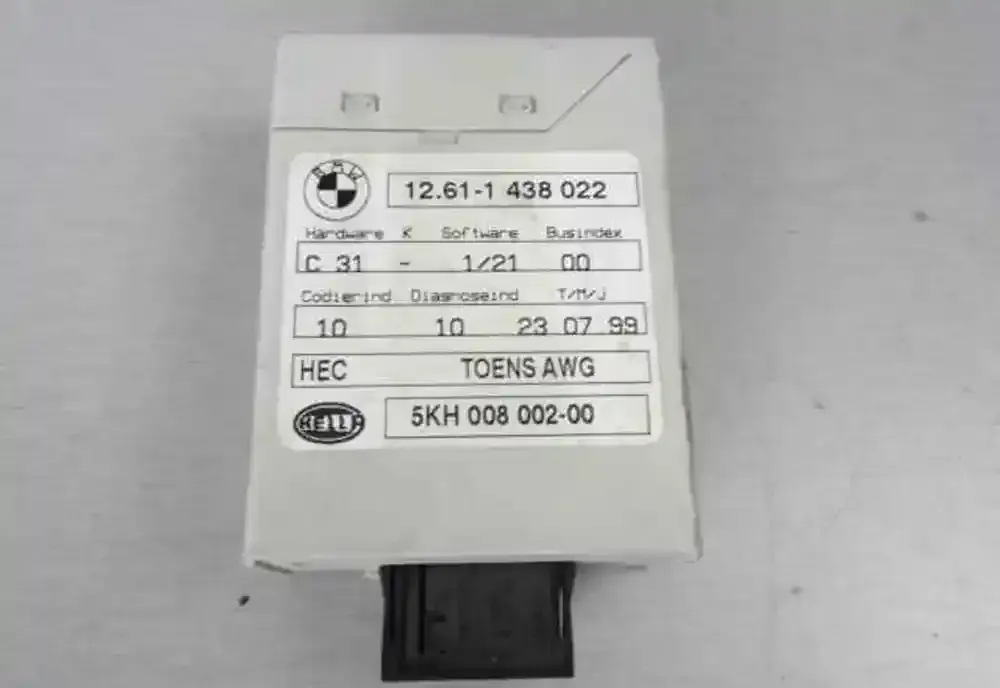 BMW
12.61-1 438 022
Hardware K Software Busindex
C 31 - 1/21 00
Codierind Diagnoseind T/M/J
10 10 23 07 99
HEC TOENS AWG
HELLA
5KH 008 002-00